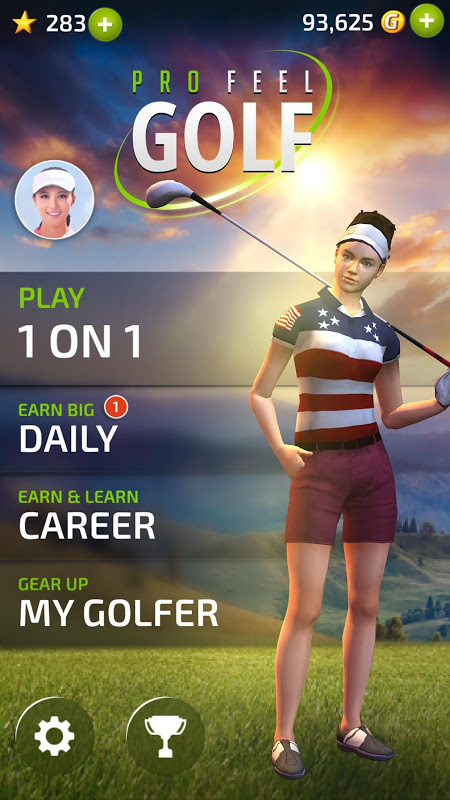 283
93,625 G
PRO FEEL
GOLF
PLAY
1 ON 1
EARN BIG 1
DAILY
EARN & LEARN
CAREER
GEAR UP
MY GOLFER